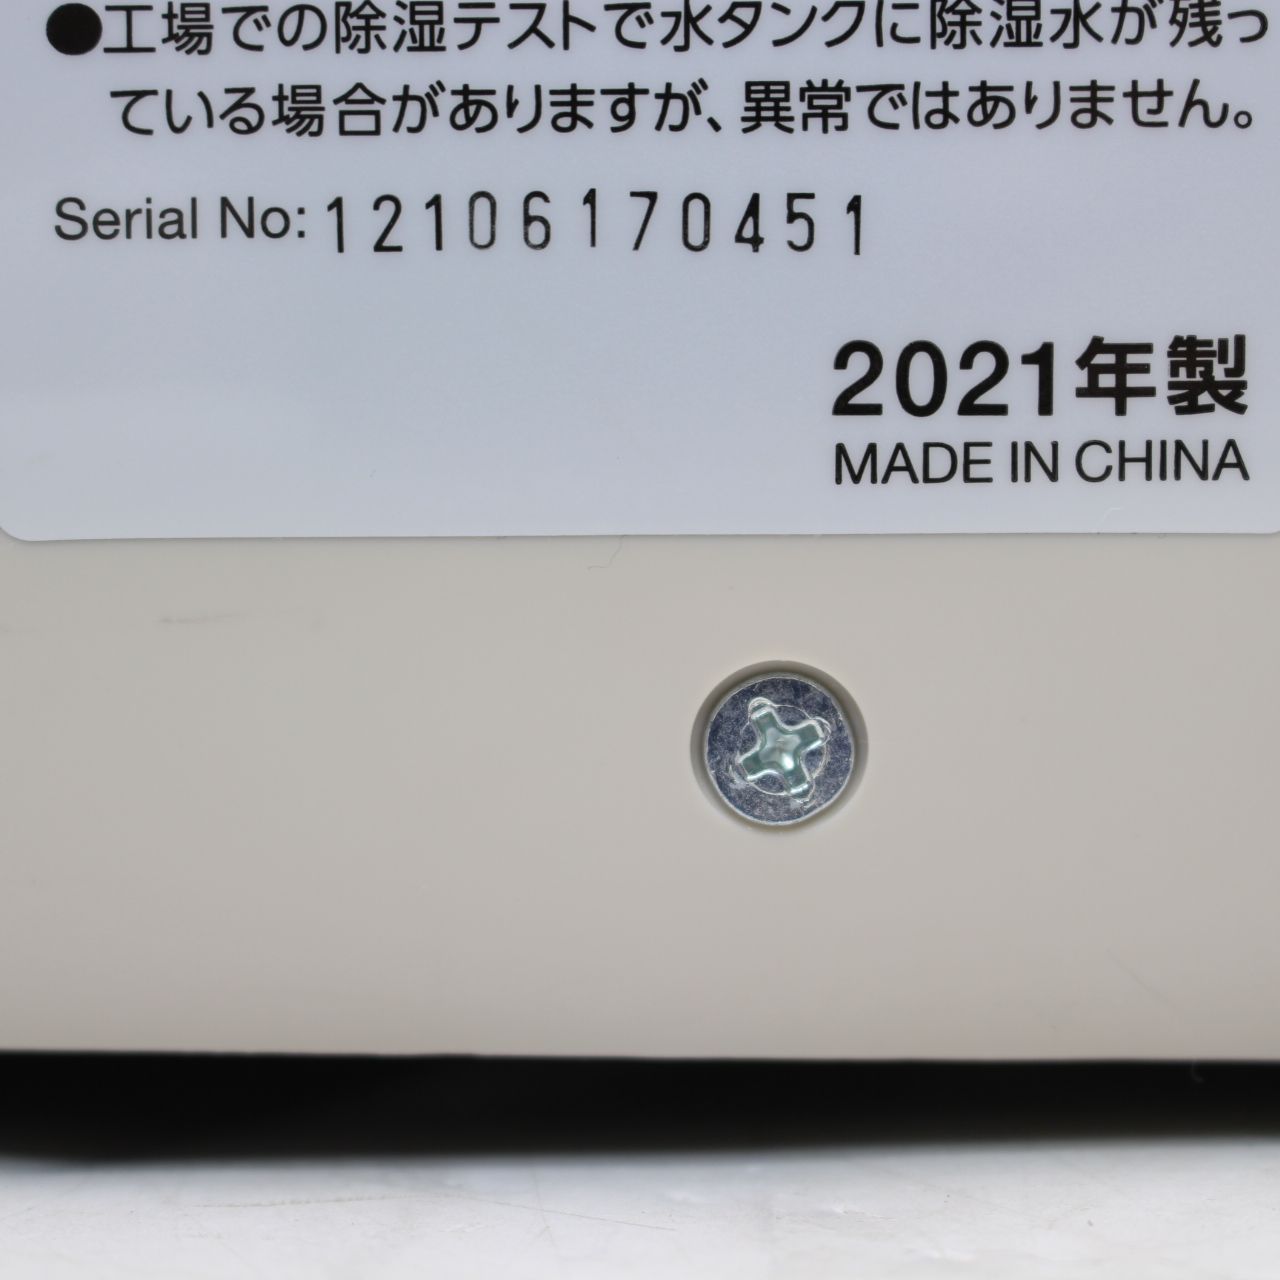 ●工場での除湿テストで水タンクに除湿水が残っ
ている場合がありますが、異常ではありません。
Serial No: 12106170451
2021年製
MADE IN CHINA